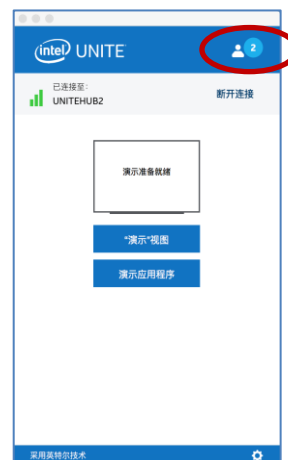 intel UNITE
2
已连接至:
UNITEHUB2
断开连接
演示准备就绪
"演示"视图
演示应用程序
采用英特尔技术